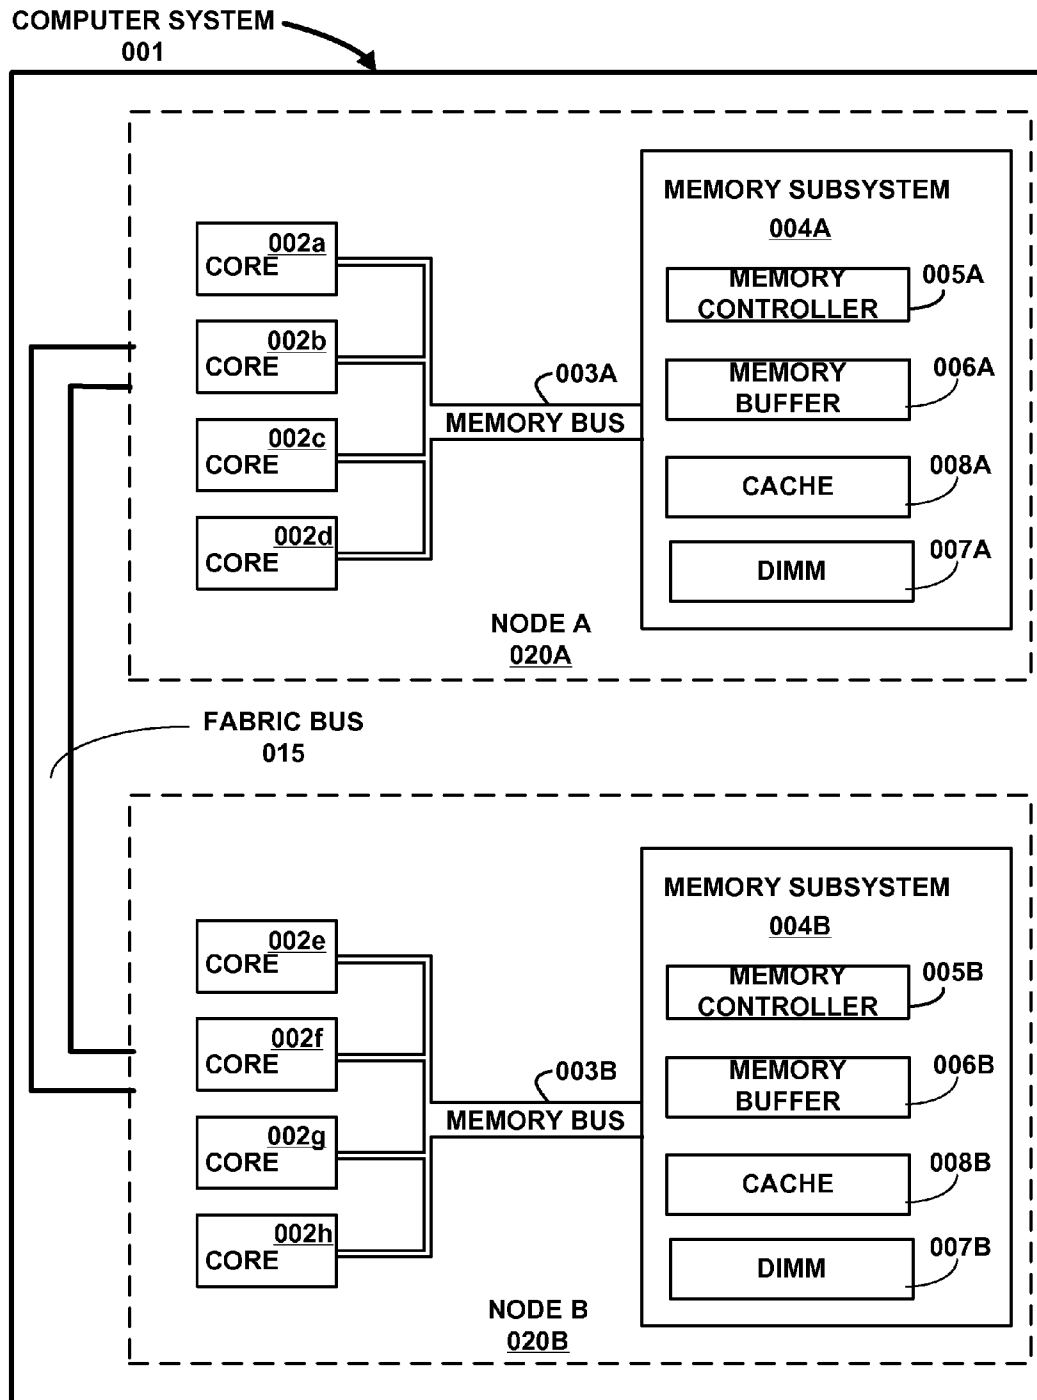 COMPUTER SYSTEM
001
002a
CORE
002b
CORE
002c
CORE
002d
CORE
003A
MEMORY BUS
MEMORY SUBSYSTEM
004A
MEMORY
CONTROLLER
005A
MEMORY
BUFFER
006A
CACHE
008A
DIMM
007A
NODE A
020A
FABRIC BUS
015
002e
CORE
002f
CORE
002g
CORE
002h
CORE
003B
MEMORY BUS
MEMORY SUBSYSTEM
004B
MEMORY
CONTROLLER
005B
MEMORY
BUFFER
006B
CACHE
008B
DIMM
007B
NODE B
020B